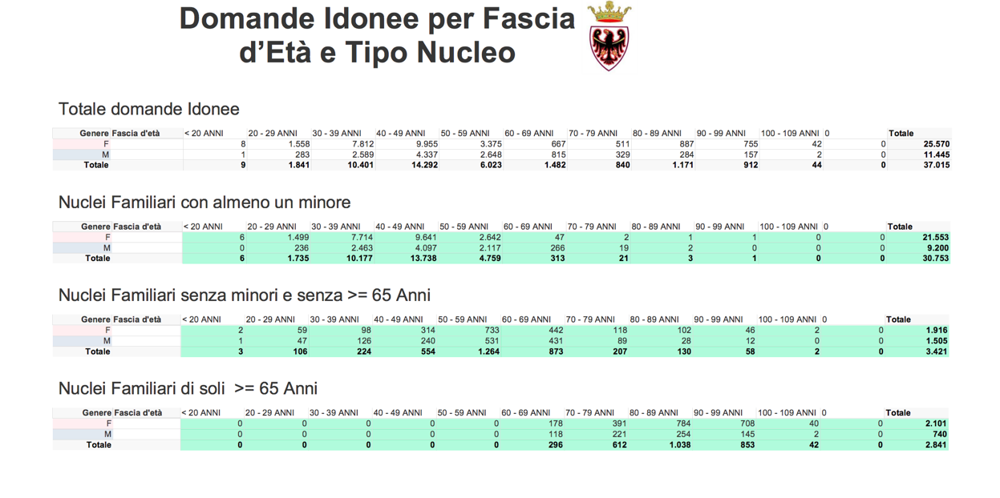 Domande Idonee per Fascia
d’Età e Tipo Nucleo
Totale domande Idonee
Genere Fascia d'età < 20 ANNI 20 - 29 ANNI 30 - 39 ANNI 40 - 49 ANNI 50 - 59 ANNI 60 - 69 ANNI 70 - 79 ANNI 80 - 89 ANNI 90 - 99 ANNI 100 - 109 ANNI 0 Totale
F 8 1.558 7.812 9.955 3.375 667 511 887 755 42 0 25.570
M 1 283 2.589 4.337 2.648 815 329 284 157 2 0 11.445
Totale 9 1.841 10.401 14.292 6.023 1.482 840 1.171 912 44 0 37.015
Nuclei Familiari con almeno un minore
Genere Fascia d'età < 20 ANNI 20 - 29 ANNI 30 - 39 ANNI 40 - 49 ANNI 50 - 59 ANNI 60 - 69 ANNI 70 - 79 ANNI 80 - 89 ANNI 90 - 99 ANNI 100 - 109 ANNI 0 Totale
F 6 1.499 7.714 9.641 2.642 47 2 1 1 0 0 21.553
M 0 236 2.463 4.097 2.117 266 19 2 0 0 0 9.200
Totale 6 1.735 10.177 13.738 4.759 313 21 3 1 0 0 30.753
Nuclei Familiari senza minori e senza >= 65 Anni
Genere Fascia d'età < 20 ANNI 20 - 29 ANNI 30 - 39 ANNI 40 - 49 ANNI 50 - 59 ANNI 60 - 69 ANNI 70 - 79 ANNI 80 - 89 ANNI 90 - 99 ANNI 100 - 109 ANNI 0 Totale
F 2 59 98 314 733 442 118 102 46 2 0 1.916
M 1 47 126 240 531 431 89 28 12 0 0 1.505
Totale 3 106 224 554 1.264 873 207 130 58 2 0 3.421
Nuclei Familiari di soli >= 65 Anni
Genere Fascia d'età < 20 ANNI 20 - 29 ANNI 30 - 39 ANNI 40 - 49 ANNI 50 - 59 ANNI 60 - 69 ANNI 70 - 79 ANNI 80 - 89 ANNI 90 - 99 ANNI 100 - 109 ANNI 0 Totale
F 0 0 0 0 0 178 391 784 708 40 0 2.101
M 0 0 0 0 0 118 221 254 145 2 0 740
Totale 0 0 0 0 0 296 612 1.038 853 42 0 2.841